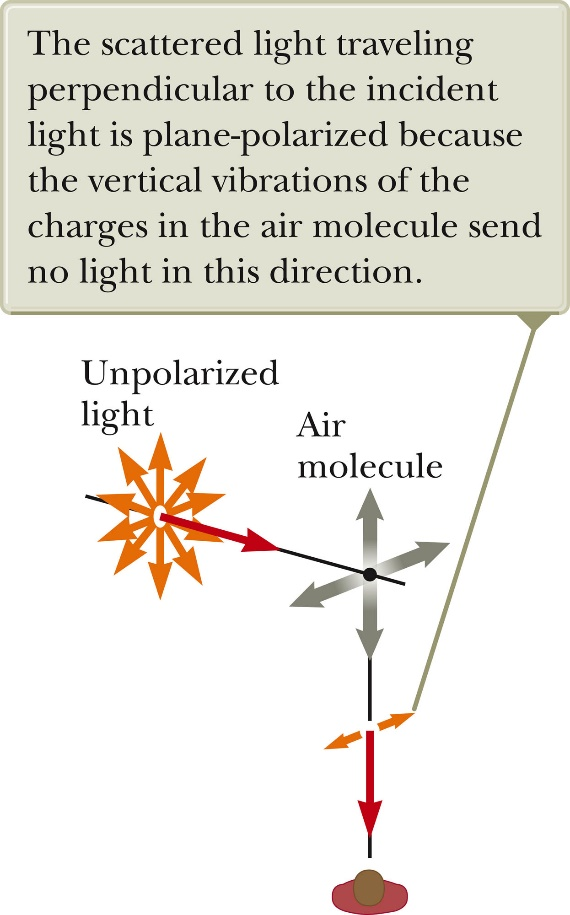 The scattered light traveling
perpendicular to the incident
light is plane-polarized because
the vertical vibrations of the
charges in the air molecule send
no light in this direction.
Unpolarized
light
Air
molecule